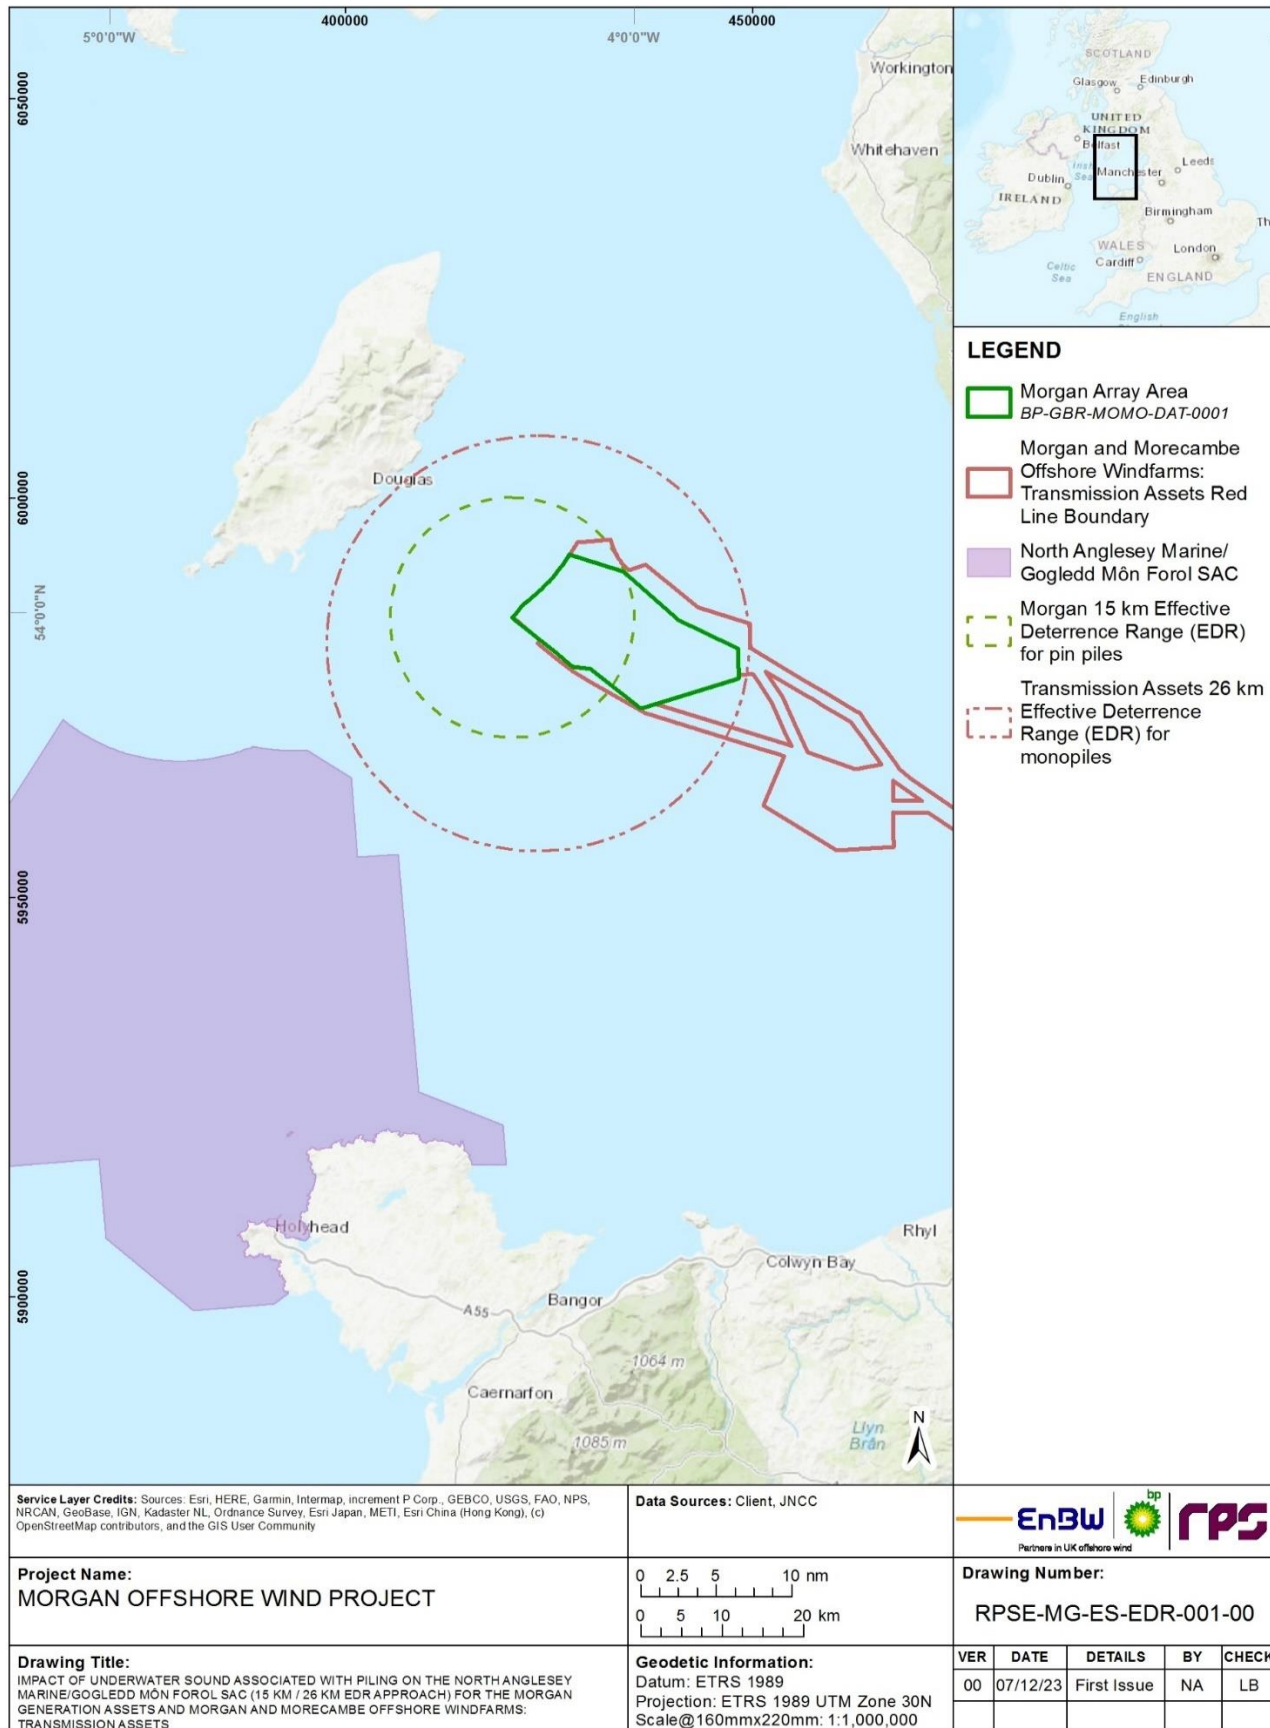 400000
450000
5°0'0"W
4°0'0"W
6050000
6000000
54°0'0"N
5950000
5900000
Workington
Whitehaven
Douglas
Holyhead
A55
Bangor
Caernarfon
1064 m
1085 m
Colwyn Bay
Rhyl
Llyn
Brân
N
SCOTLAND
Glasgow
Edinburgh
UNITED
KINGDOM
Belfast
Leeds
Dublin
Manchester
IRELAND
Birmingham
WALES
London
Cardiff
Celtic
Sea
ENGLAND
English
LEGEND
Morgan Array Area
BP-GBR-MOMO-DAT-0001
Morgan and Morecambe
Offshore Windfarms:
Transmission Assets Red
Line Boundary
North Anglesey Marine/
Gogledd Môn Forol SAC
Morgan 15 km Effective
Deterrence Range (EDR)
for pin piles
Transmission Assets 26 km
Effective Deterrence
Range (EDR) for
monopiles
Service Layer Credits: Sources: Esri, HERE, Garmin, Intermap, increment P Corp., GEBCO, USGS, FAO, NPS,
NRCAN, GeoBase, IGN, Kadaster NL, Ordnance Survey, Esri Japan, METI, Esri China (Hong Kong), (c)
OpenStreetMap contributors, and the GIS User Community
Data Sources: Client, JNCC
EnBW
Partners in UK offshore wind
bp
rps
Project Name:
MORGAN OFFSHORE WIND PROJECT
0 2.5 5 10 nm
0 5 10 20 km
Drawing Number:
RPSE-MG-ES-EDR-001-00
Drawing Title:
IMPACT OF UNDERWATER SOUND ASSOCIATED WITH PILING ON THE NORTH ANGLESEY
MARINE/GOGLEDD MÔN FOROL SAC (15 KM / 26 KM EDR APPROACH) FOR THE MORGAN
GENERATION ASSETS AND MORGAN AND MORECAMBE OFFSHORE WINDFARMS:
TRANSMISSION ASSETS
Geodetic Information:
Datum: ETRS 1989
Projection: ETRS 1989 UTM Zone 30N
Scale@160mmx220mm: 1:1,000,000
VER DATE DETAILS BY CHECK
00 07/12/23 First Issue NA LB